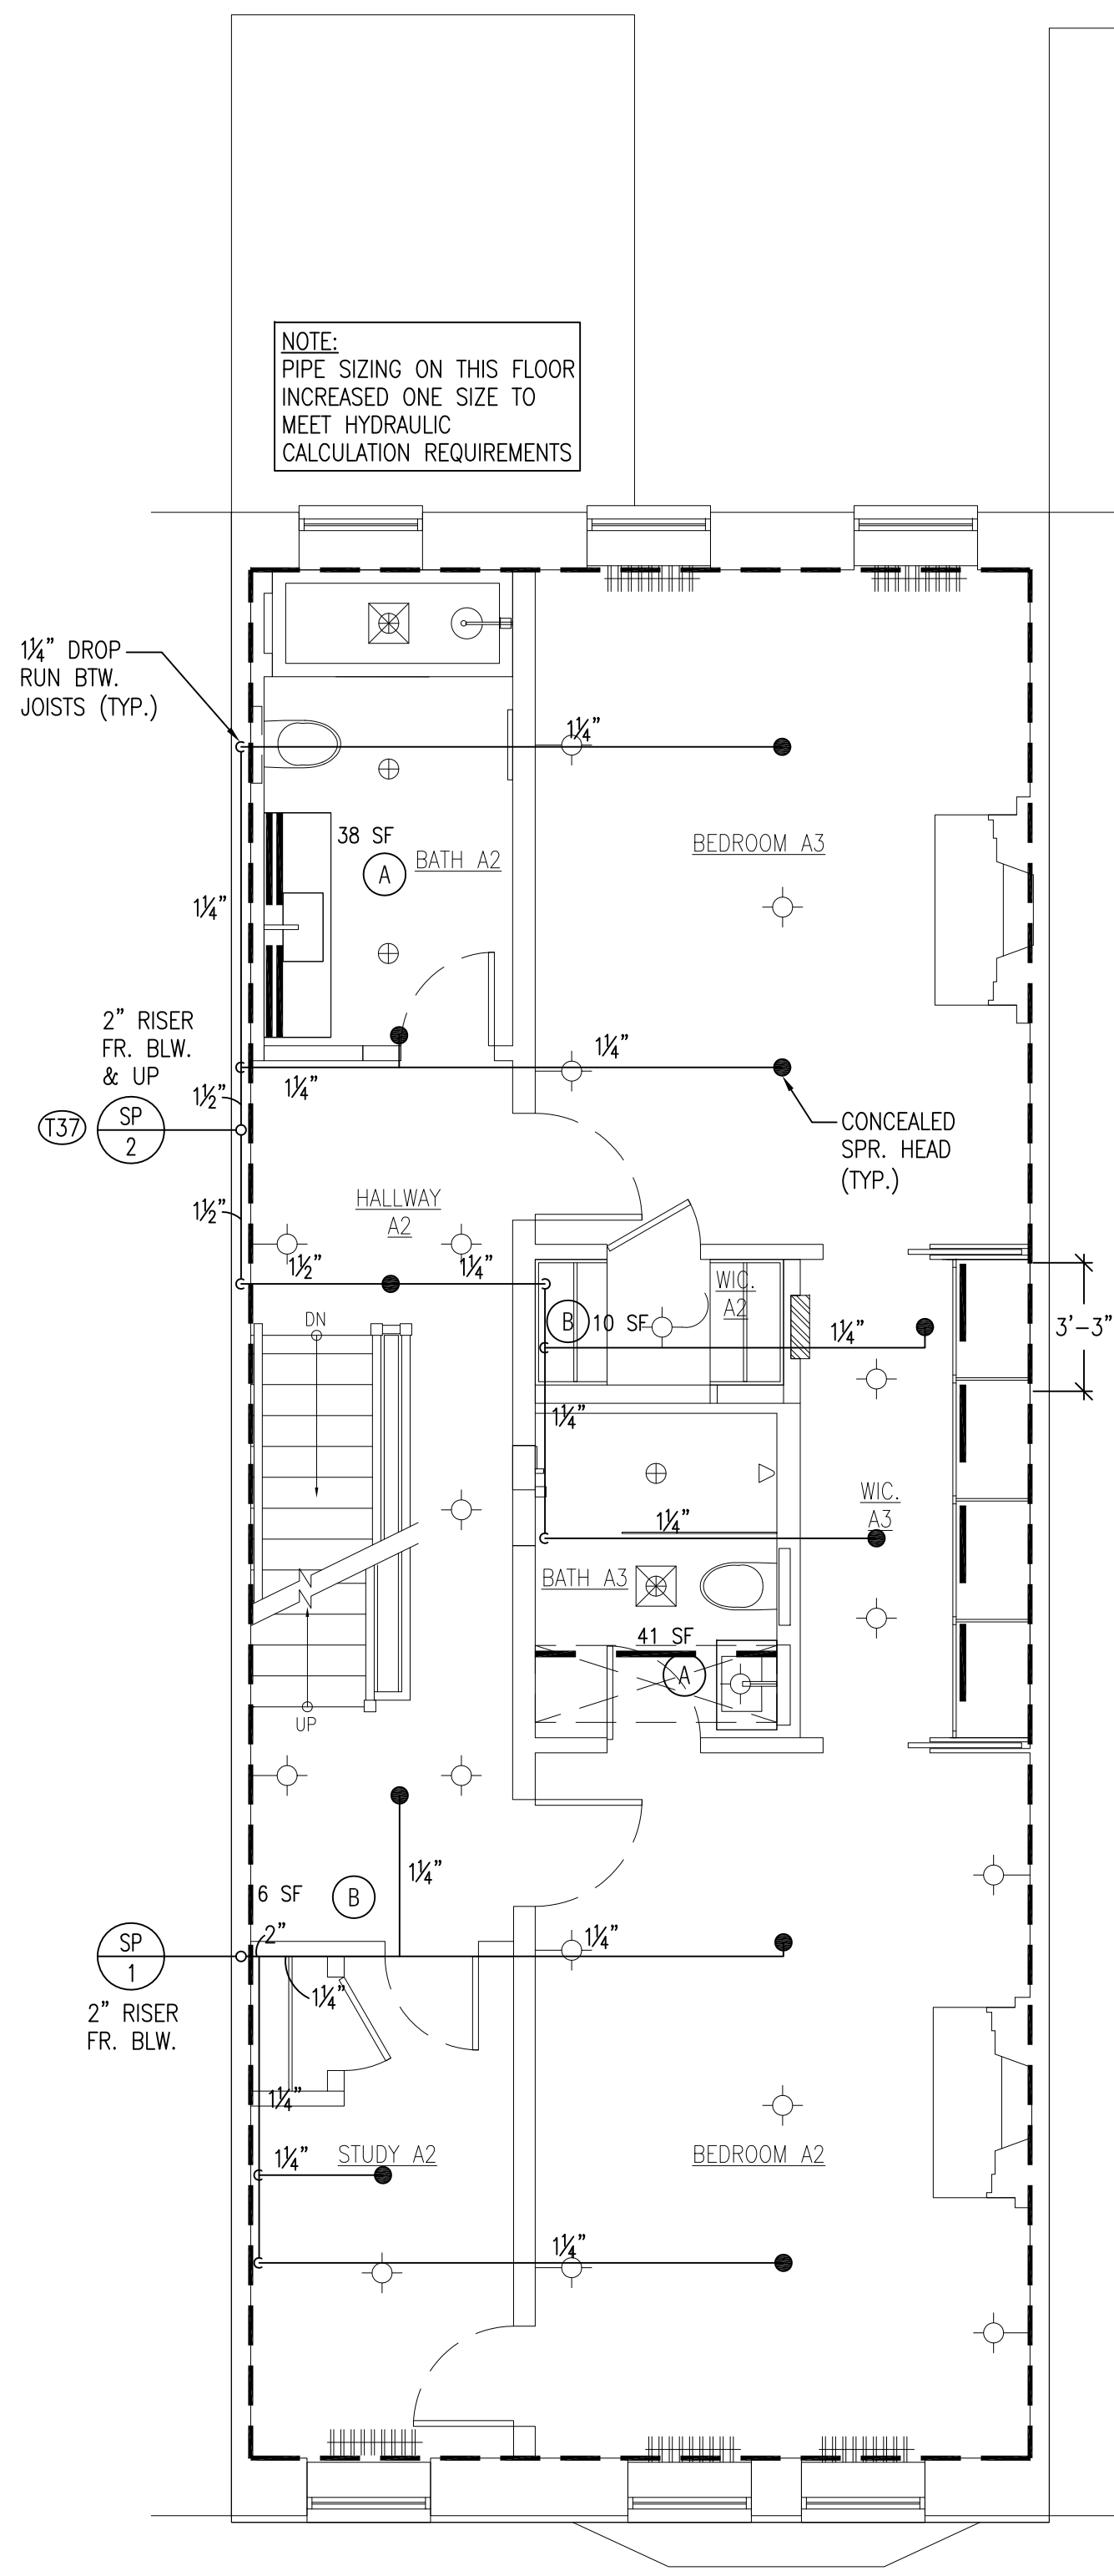 NOTE:
PIPE SIZING ON THIS FLOOR
INCREASED ONE SIZE TO
MEET HYDRAULIC
CALCULATION REQUIREMENTS
1¼" DROP
RUN BTW.
JOISTS (TYP.)
1¼"
38 SF
A
BATH A2
BEDROOM A3
1¼"
2" RISER
FR. BLW.
& UP
1½"
1¼"
1¼"
T37
SP
2
CONCEALED
SPR. HEAD
(TYP.)
1½"
HALLWAY
A2
1½"
1¼"
DN
WIC.
A2
B
10 SF
1¼"
3'-3"
1¼"
WIC.
A3
1¼"
BATH A3
41 SF
A
UP
1¼"
6 SF
B
2"
1¼"
SP
1
1¼"
2" RISER
FR. BLW.
1¼"
1¼"
STUDY A2
BEDROOM A2
1¼"